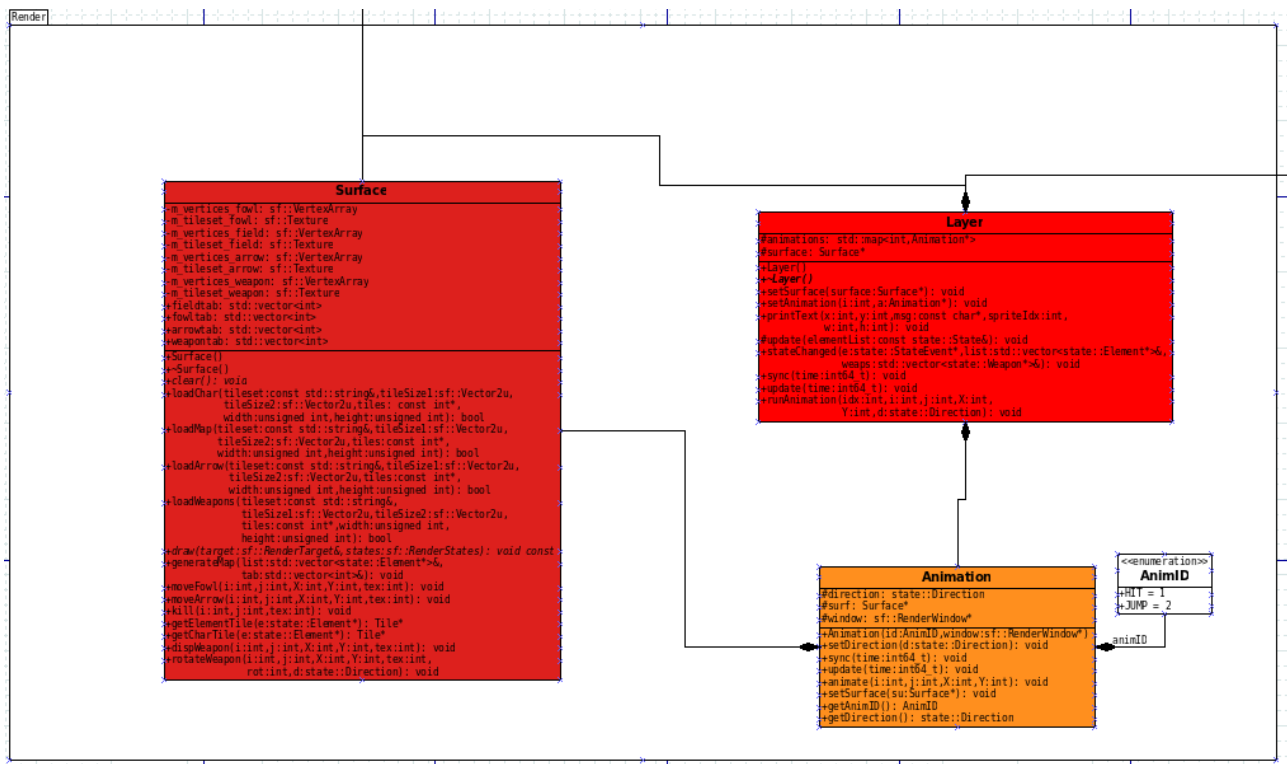 Render
Surface
-m_vertices_fowl: sf::VertexArray
-m_tileset_fowl: sf::Texture
-m_vertices_field: sf::VertexArray
-m_tileset_field: sf::Texture
-m_vertices_arrow: sf::VertexArray
-m_tileset_arrow: sf::Texture
-m_vertices_weapon: sf::VertexArray
-m_tileset_weapon: sf::Texture
+fieldtab: std::vector<int>
+fowltab: std::vector<int>
+arrowtab: std::vector<int>
+weapontab: std::vector<int>
+Surface()
+~Surface()
+clear(): void
+loadChar(tileset:const std::string&,tileSize1:sf::Vector2u,
tileSize2:sf::Vector2u,tiles: const int*,
width:unsigned int,height:unsigned int): bool
+loadMap(tileset:const std::string&,tileSize1:sf::Vector2u,
tileSize2:sf::Vector2u,tiles:const int*,
width:unsigned int,height:unsigned int): bool
+loadArrow(tileset:const std::string&,tileSize1:sf::Vector2u,
tileSize2:sf::Vector2u,tiles:const int*,
width:unsigned int,height:unsigned int): bool
+loadWeapons(tileset:const std::string&,
tileSize1:sf::Vector2u,tileSize2:sf::Vector2u,
tiles:const int*,width:unsigned int,
height:unsigned int): bool
+draw(target:sf::RenderTarget&,states:sf::RenderStates): void const
+generateMap(list:std::vector<state::Element*>&,
tab:std::vector<int>&): void
+moveFowl(i:int,j:int,X:int,Y:int,tex:int): void
+moveArrow(i:int,j:int,X:int,Y:int,tex:int): void
+kill(i:int,j:int,tex:int): void
+getElementTile(e:state::Element*): Tile*
+getCharTile(e:state::Element*): Tile*
+dispWeapon(i:int,j:int,X:int,Y:int,tex:int): void
+rotateWeapon(i:int,j:int,X:int,Y:int,tex:int,
rot:int,d:state::Direction): void
Layer
#animations: std::map<int,Animation*>
#surface: Surface*
+Layer()
+~Layer()
+setSurface(surface:Surface*): void
+setAnimation(i:int,a:Animation*): void
+printText(x:int,y:int,msg:const char*,spriteIdx:int,
w:int,h:int): void
#update(elementList:const state::State&): void
+stateChanged(e:state::StateEvent*,list:std::vector<state::Element*>&,
weaps:std::vector<state::Weapon*>&): void
+sync(time:int64_t): void
+update(time:int64_t): void
+runAnimation(idx:int,i:int,j:int,X:int,
Y:int,d:state::Direction): void
Animation
#direction: state::Direction
#surf: Surface*
#window: sf::RenderWindow*
+Animation(id:AnimID,window:sf::RenderWindow*)
+setDirection(d:state::Direction): void
+sync(time:int64_t): void
+update(time:int64_t): void
+animate(i:int,j:int,X:int,Y:int): void
+setSurface(su:Surface*): void
+getAnimID(): AnimID
+getDirection(): state::Direction
<<enumeration>>
AnimID
+HIT = 1
+JUMP = 2
animID